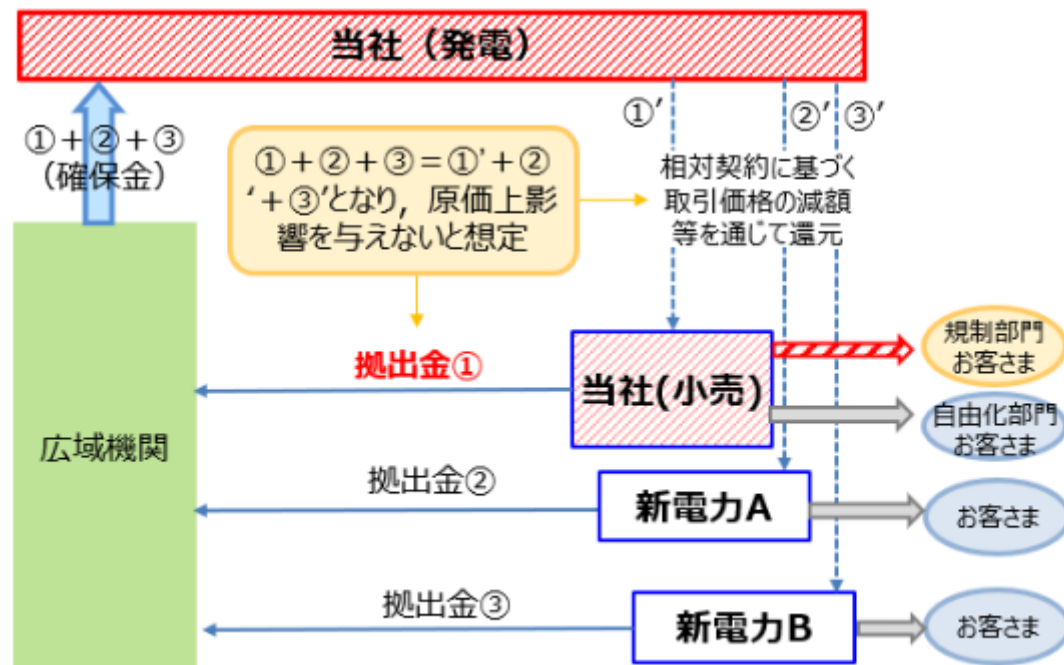 当社（発電）
①＋②＋③
（確保金）
①＋②＋③＝①'＋②
'＋③'となり，原価上影
響を与えないと想定
①'
②'
③'
相対契約に基づく
取引価格の減額
等を通じて還元
広域機関
拠出金①
当社(小売)
規制部門
お客さま
自由化部門
お客さま
拠出金②
新電力A
お客さま
拠出金③
新電力B
お客さま